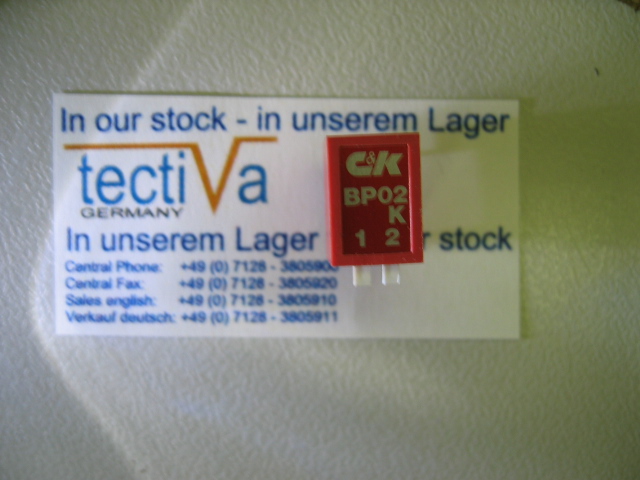 In our stock - in unserem Lager
tectiVa
GERMANY
In unserem Lager r stock
Central Phone: +49 (0) 7128 - 3805900
Central Fax: +49 (0) 7128 - 3805920
Sales english: +49 (0) 7128 - 3805910
Verkauf deutsch: +49 (0) 7128 - 3805911
C&K
BP02
K
1 2